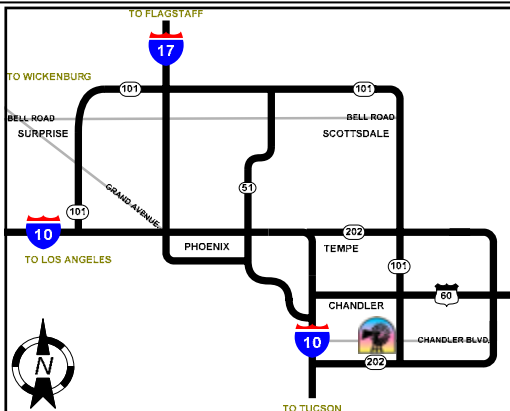 TO FLAGSTAFF
17
TO WICKENBURG
101
101
BELL ROAD
BELL ROAD
SURPRISE
SCOTTSDALE
51
GRAND AVENUE
101
10
202
PHOENIX
TEMPE
TO LOS ANGELES
101
60
CHANDLER
10
CHANDLER BLVD.
202
N
TO TUCSON